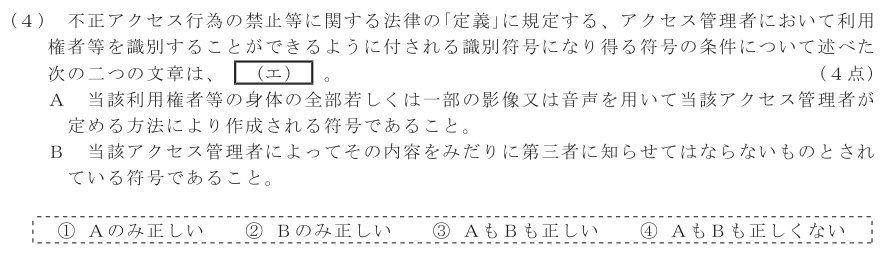 (４) 不正アクセス行為の禁止等に関する法律の｢定義｣に規定する、アクセス管理者において利用
権者等を識別することができるように付される識別符号になり得る符号の条件について述べた
次の二つの文章は、 (エ) 。 (４点)
Ａ 当該利用権者等の身体の全部若しくは一部の影像又は音声を用いて当該アクセス管理者が
定める方法により作成される符号であること。
Ｂ 当該アクセス管理者によってその内容をみだりに第三者に知らせてはならないものとされ
ている符号であること。
① Ａのみ正しい ② Ｂのみ正しい ③ ＡもＢも正しい ④ ＡもＢも正しくない